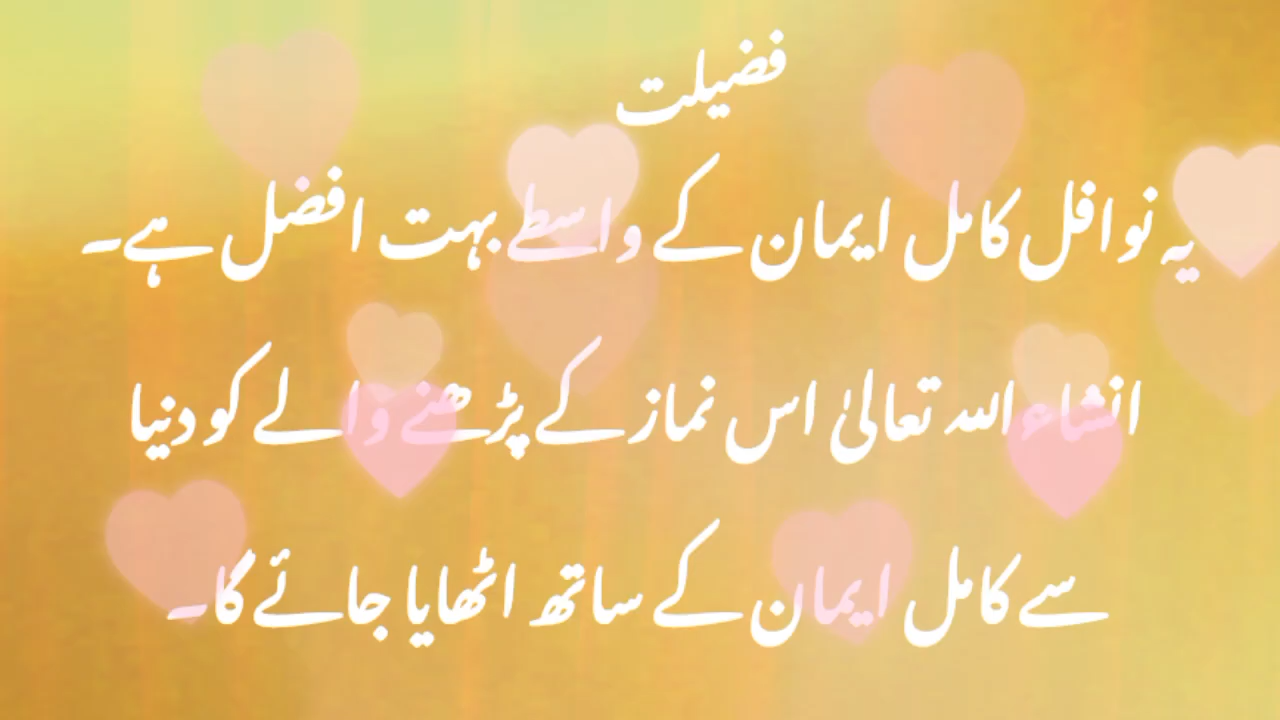 فضیلت
یہ نوافل کامل ایمان کے واسطے بہت افضل ہے۔
انشاء اللہ تعالیٰ اس نماز کے پڑھنے والے کو دنیا
سے کامل ایمان کے ساتھ اٹھایا جائے گا۔